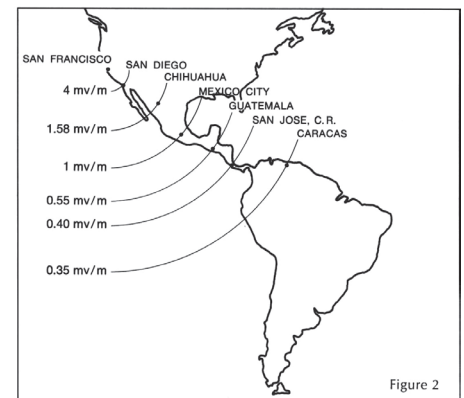 SAN FRANCISCO
SAN DIEGO
CHIHUAHUA
4 mv/m
MEXICO CITY
GUATEMALA
SAN JOSE, C.R.
1.58 mv/m
CARACAS
1 mv/m
0.55 mv/m
0.40 mv/m
0.35 mv/m
Figure 2